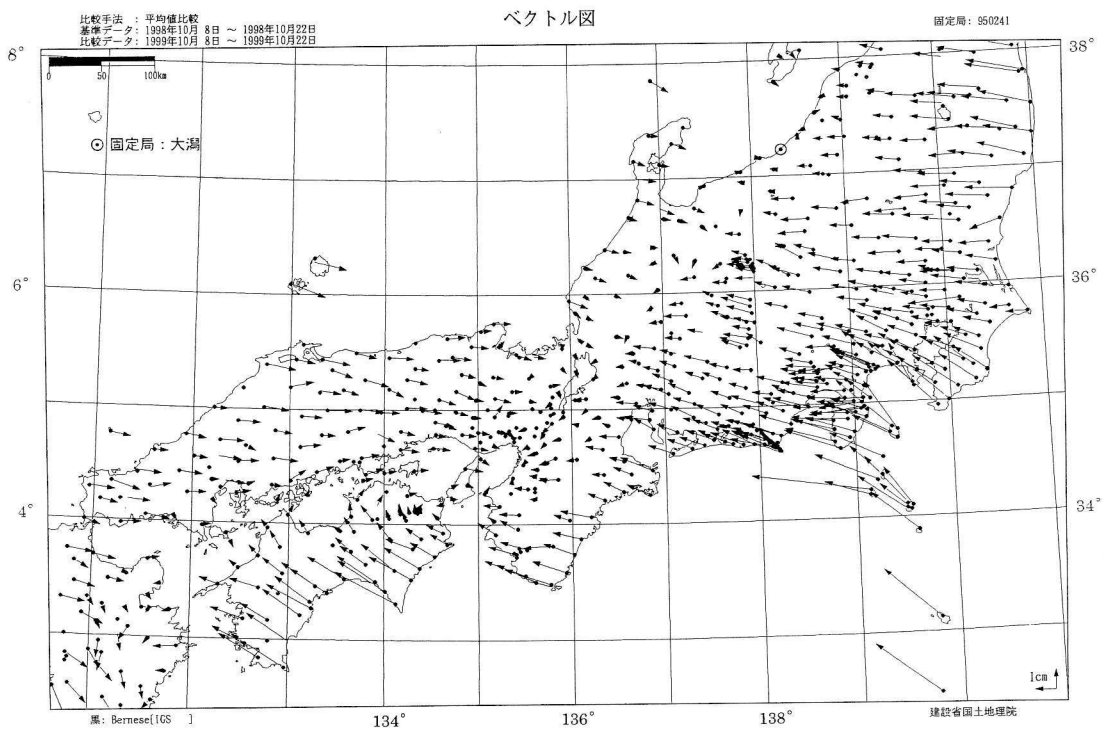 ベクトル図
比較手法 : 平均値比較
基準データ: 1998年10月 8日 ～ 1998年10月22日
比較データ: 1999年10月 8日 ～ 1999年10月22日
固定局: 950241
0 50 100km
固定局：大潟
8°
38°
6°
36°
4°
34°
1cm
134°
136°
138°
黒: Bernese[IGS ]
建設省国土地理院